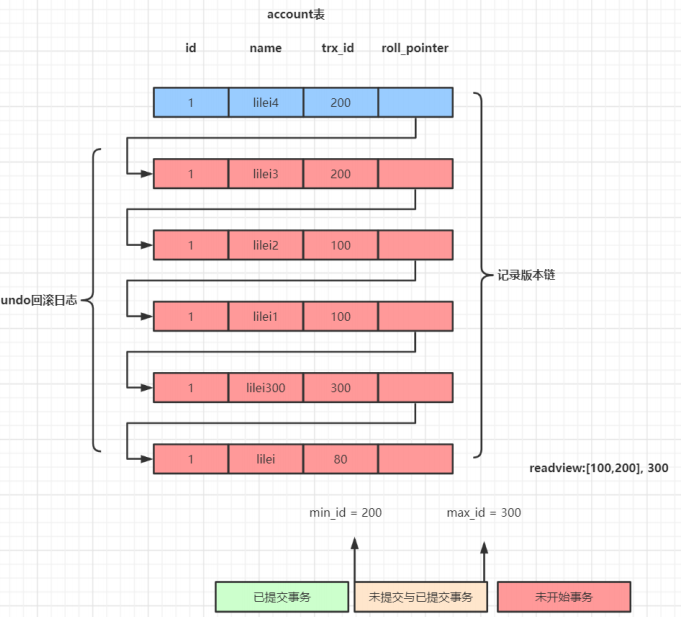 account表
id name trx_id roll_pointer
1 lilei4 200
1 lilei3 200
1 lilei2 100
记录版本链
undo回滚日志
1 lilei1 100
1 lilei300 300
1 lilei 80
readview:[100,200], 300
min_id = 200 max_id = 300
已提交事务 未提交与已提交事务 未开始事务